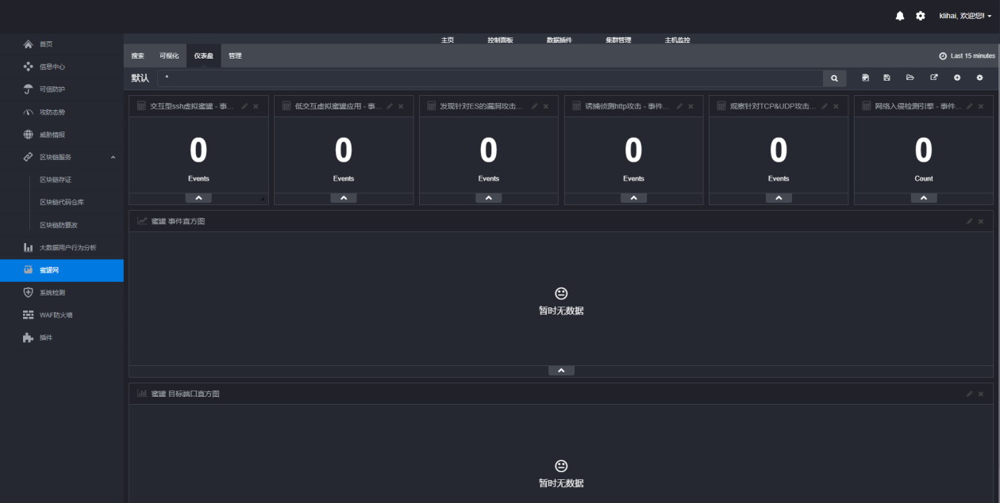 klihai, 欢迎您!
首页
信息中心
可信防护
攻防态势
威胁情报
区块链服务
区块链存证
区块链代码仓库
区块链防篡改
大数据用户行为分析
蜜罐网
系统检测
WAF防火墙
插件
主页 控制面板 数据插件 集群管理 主机监控
搜索 可视化 仪表盘 管理 Last 15 minutes
默认 *
交互型ssh虚拟蜜罐 - 事...
0
Events
低交互虚拟蜜罐应用 - 事...
0
Events
发现针对ES的漏洞攻击...
0
Events
诱捕侦测http攻击 - 事件...
0
Events
观察针对TCP&UDP攻击...
0
Events
网络入侵检测引擎 - 事件...
0
Count
蜜罐 事件直方图
暂时无数据
蜜罐 目标端口直方图
暂时无数据